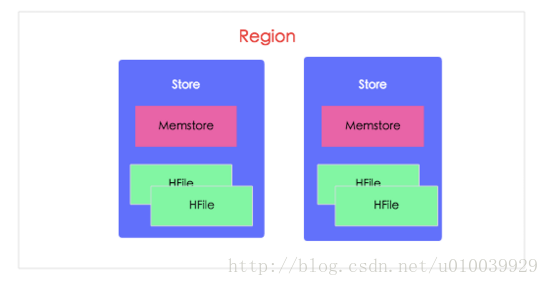 Region
Store
Memstore
HFile
HFile
Store
Memstore
HFile
HFile
http://blog.csdn.net/u010039929